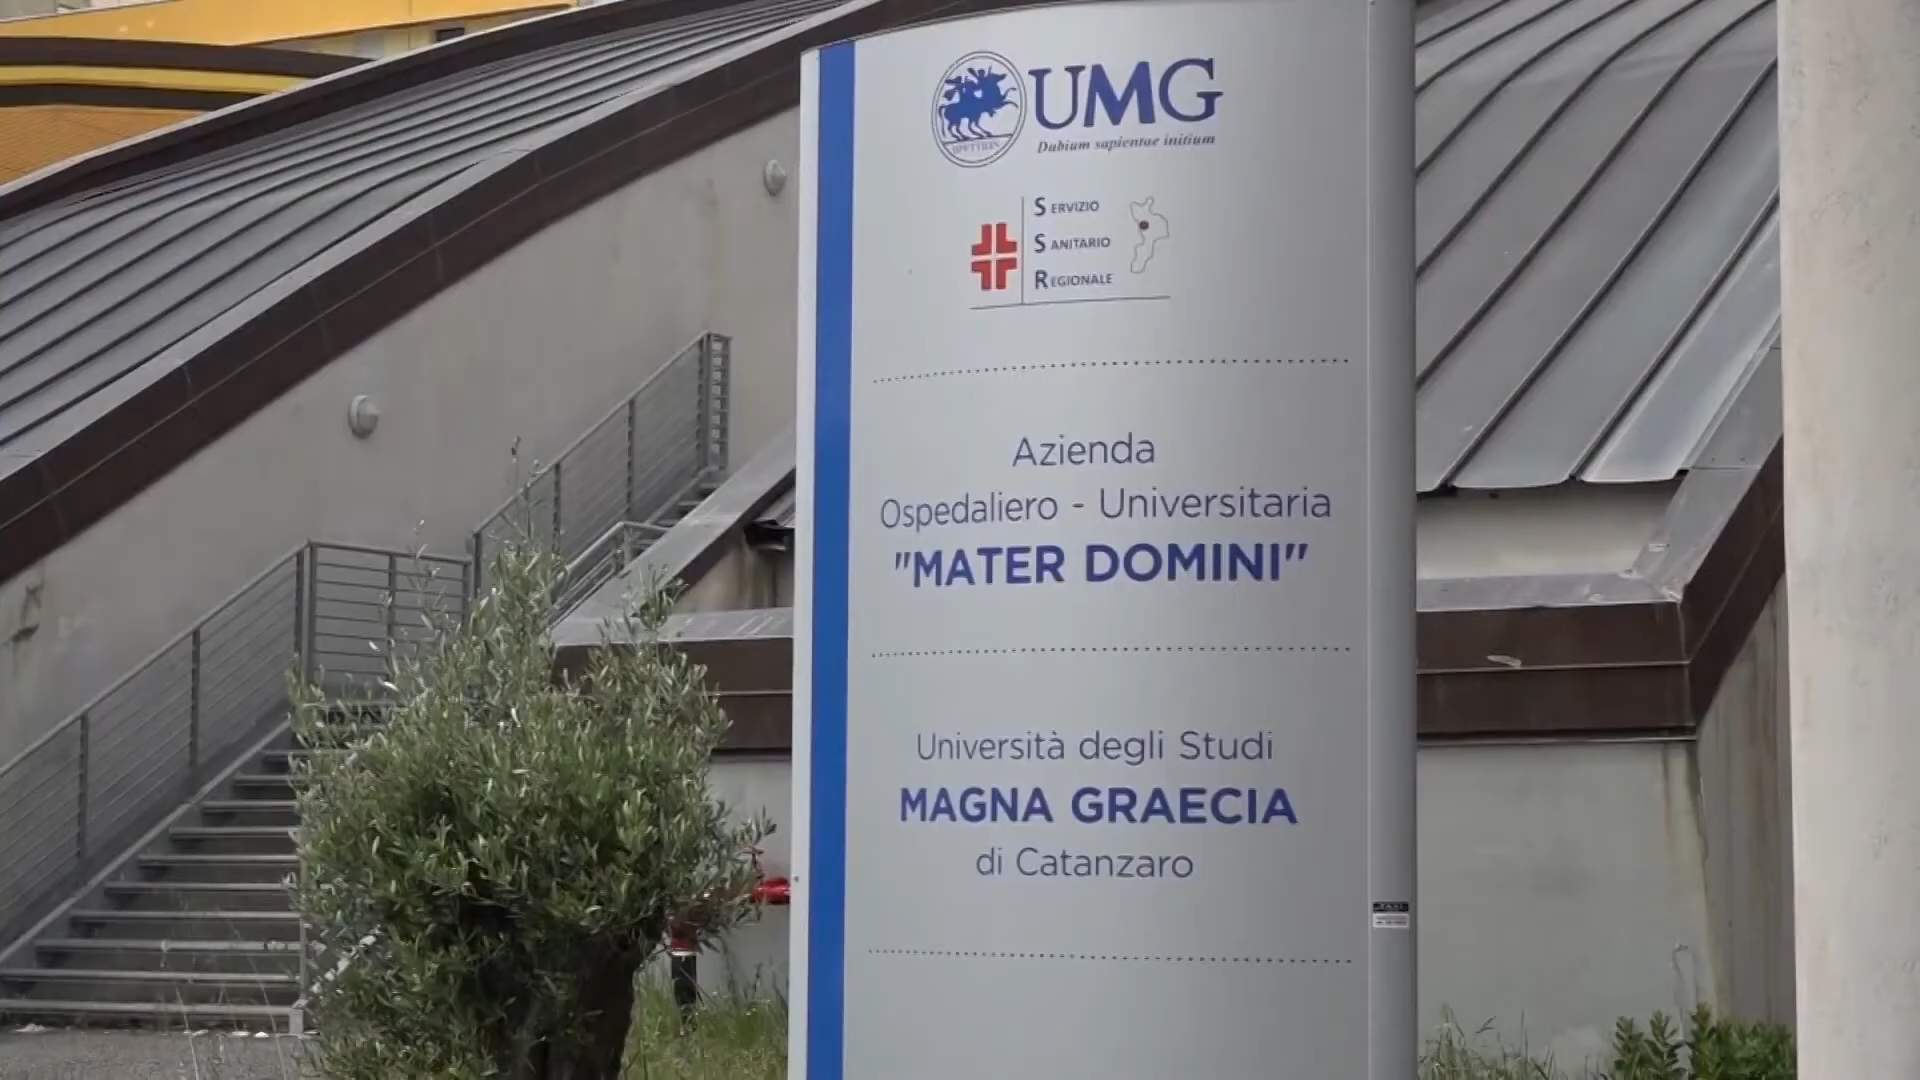 UMG
Dubium sapientae initium
SERVIZIO
SANITARIO
REGIONALE
Azienda
Ospedaliero - Universitaria
"MATER DOMINI"
Università degli Studi
MAGNA GRAECIA
di Catanzaro